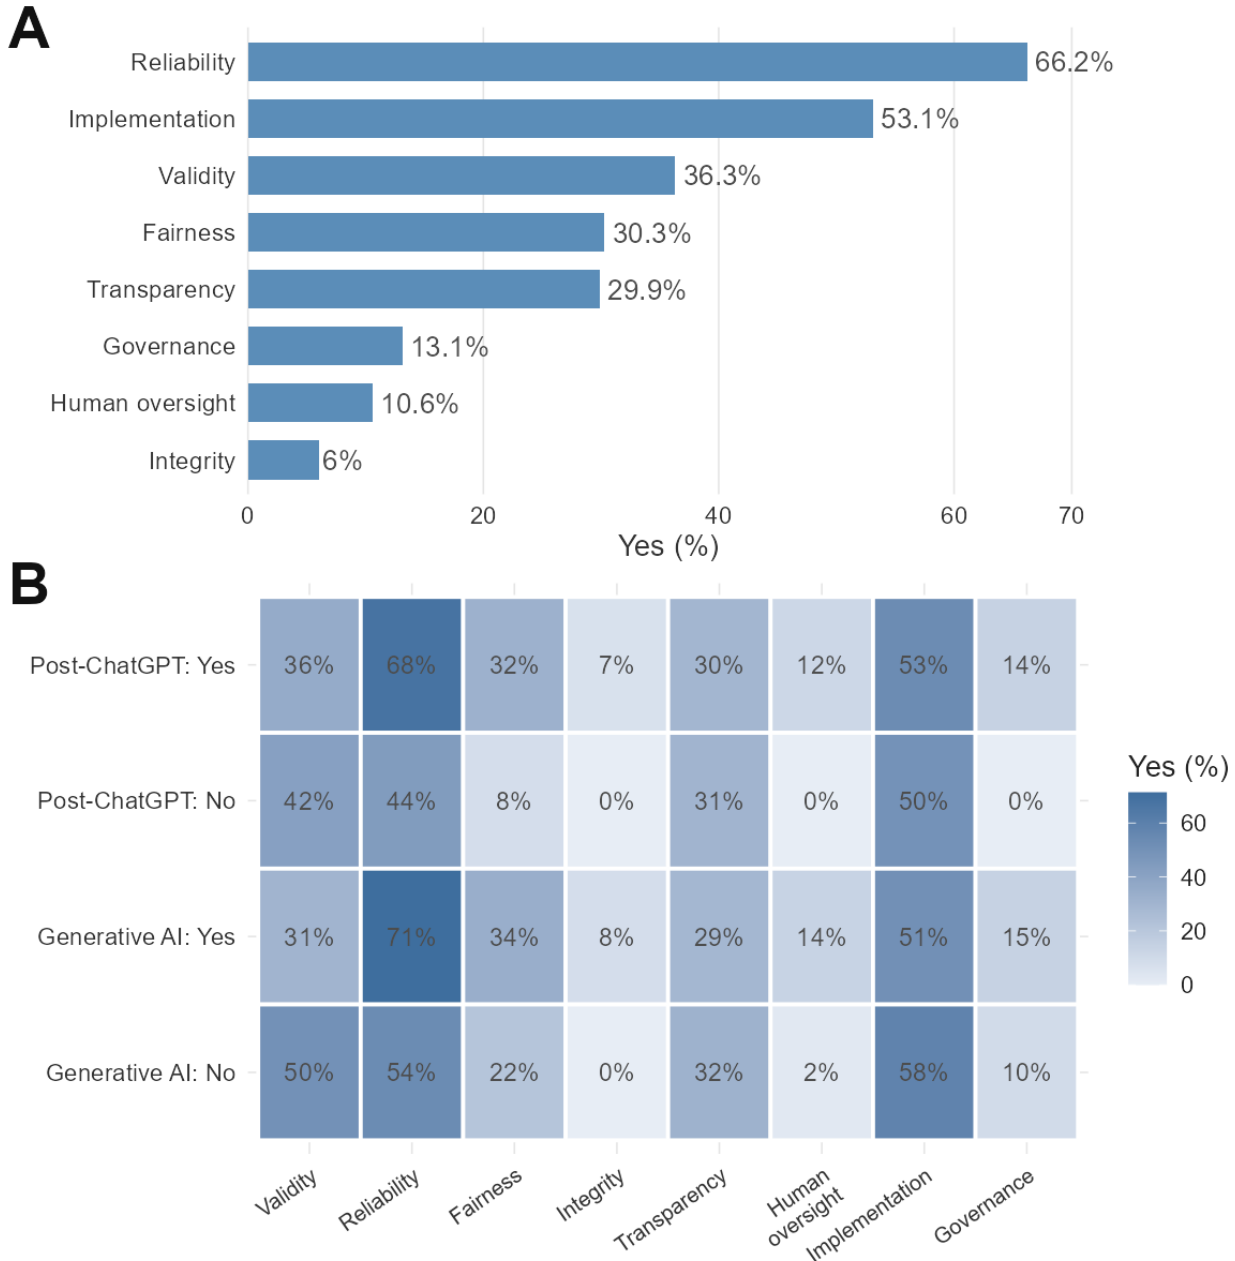 A
Reliability 66.2%
Implementation 53.1%
Validity 36.3%
Fairness 30.3%
Transparency 29.9%
Governance 13.1%
Human oversight 10.6%
Integrity 6%
0 20 40 60 70
Yes (%)
B
Post-ChatGPT: Yes 36% 68% 32% 7% 30% 12% 53% 14%
Post-ChatGPT: No 42% 44% 8% 0% 31% 0% 50% 0%
Generative AI: Yes 31% 71% 34% 8% 29% 14% 51% 15%
Generative AI: No 50% 54% 22% 0% 32% 2% 58% 10%
Validity
Reliability
Fairness
Integrity
Transparency
Human
oversight
Implementation
Governance
Yes (%)
60
40
20
0